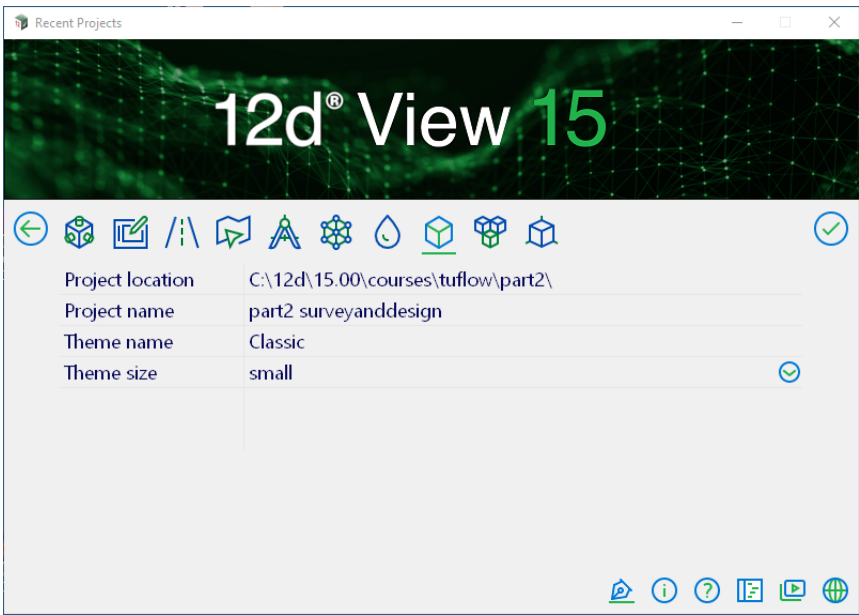 Recent Projects
12d® View 15
Project location C:\12d\15.00\courses\tuflow\part2\
Project name part2 surveyanddesign
Theme name Classic
Theme size small